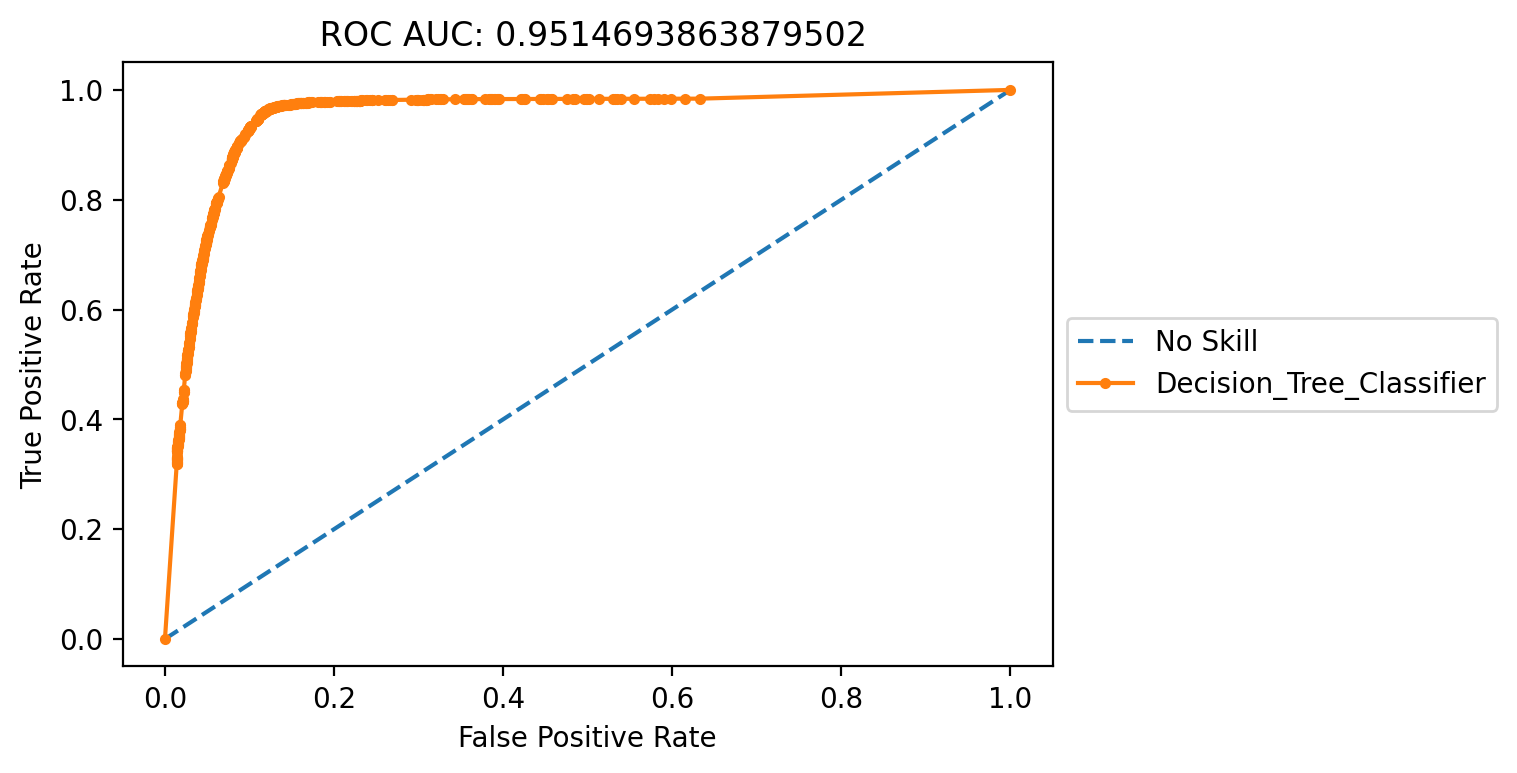 ROC AUC: 0.9514693863879502
1.0
0.8
0.6
0.4
0.2
0.0
True Positive Rate
0.0 0.2 0.4 0.6 0.8 1.0
False Positive Rate
No Skill
Decision_Tree_Classifier